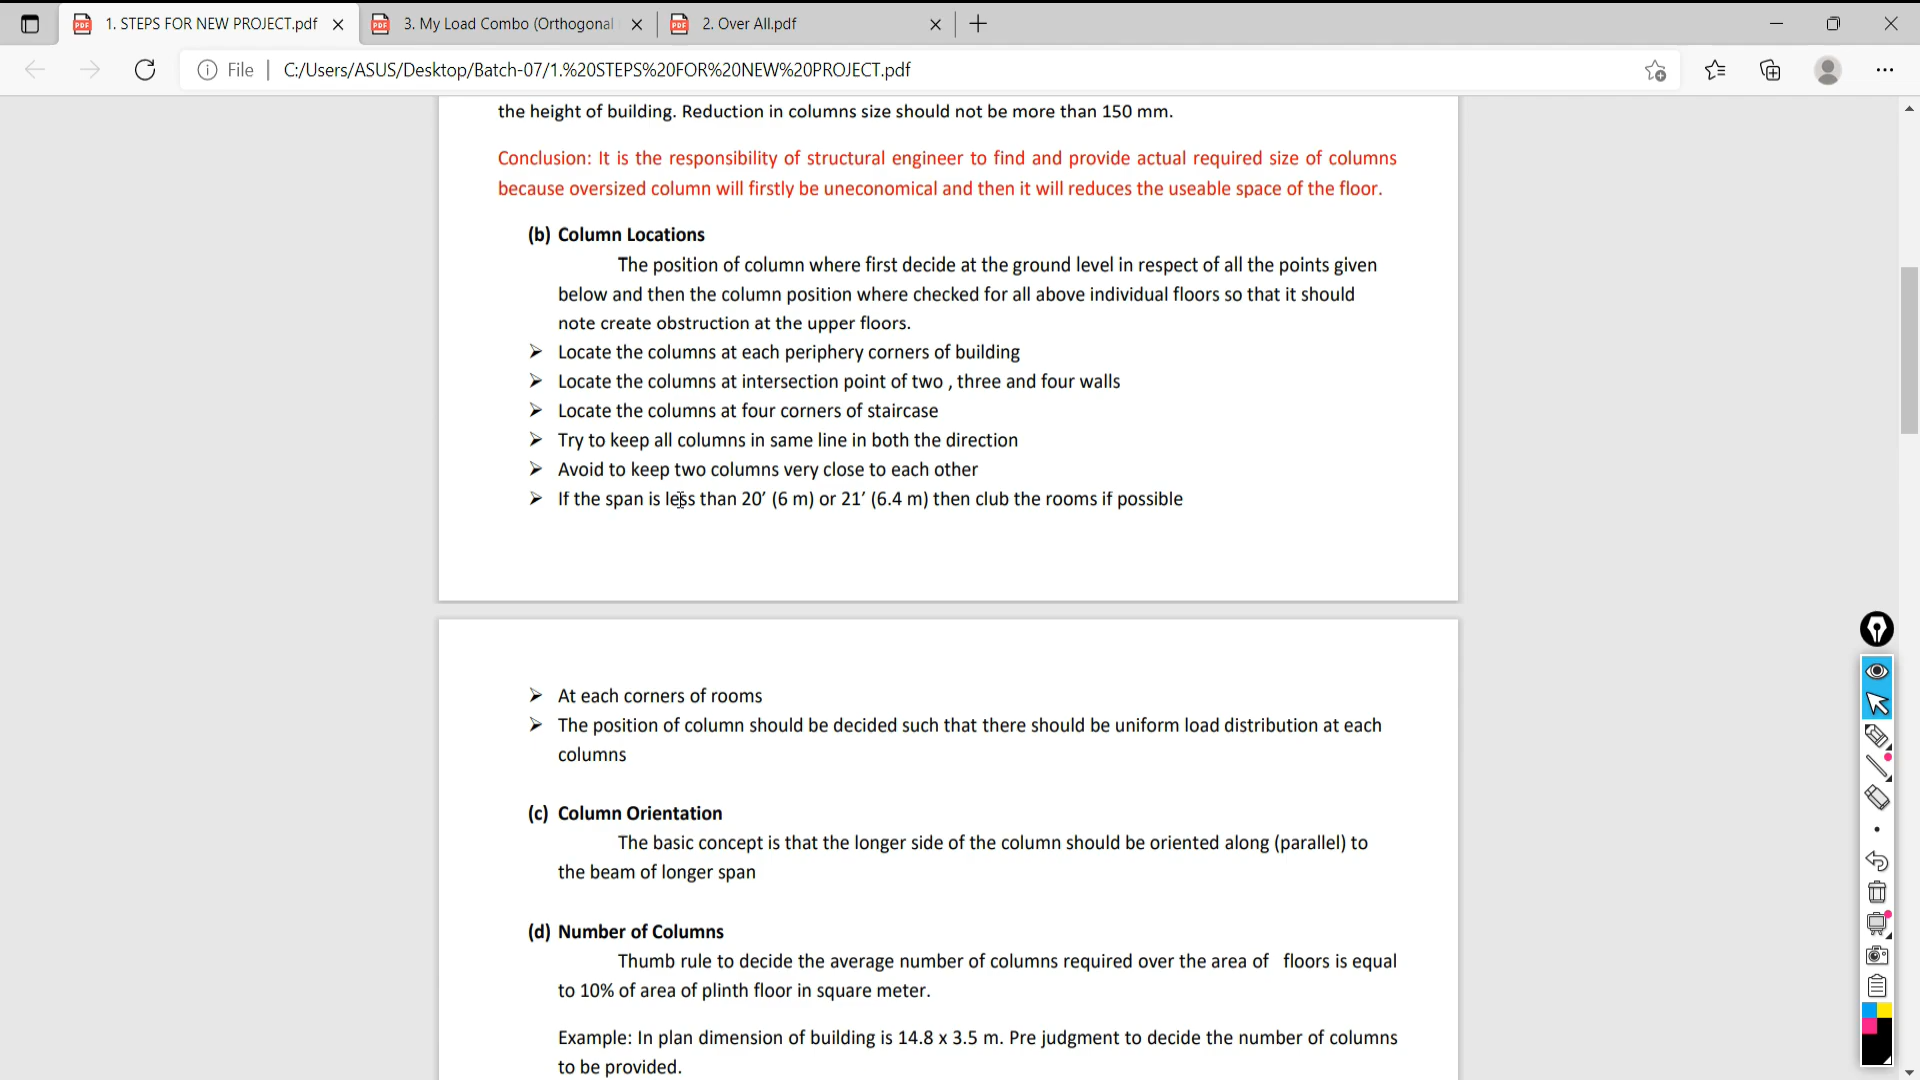 1. STEPS FOR NEW PROJECT.pdf
3. My Load Combo (Orthogonal
2. Over All.pdf
File
C:/Users/ASUS/Desktop/Batch-07/1.%20STEPS%20FOR%20NEW%20PROJECT.pdf
the height of building. Reduction in columns size should not be more than 150 mm.
Conclusion: It is the responsibility of structural engineer to find and provide actual required size of columns
because oversized column will firstly be uneconomical and then it will reduces the useable space of the floor.
(b) Column Locations
The position of column where first decide at the ground level in respect of all the points given
below and then the column position where checked for all above individual floors so that it should
note create obstruction at the upper floors.
➢ Locate the columns at each periphery corners of building
➢ Locate the columns at intersection point of two , three and four walls
➢ Locate the columns at four corners of staircase
➢ Try to keep all columns in same line in both the direction
➢ Avoid to keep two columns very close to each other
➢ If the span is less than 20’ (6 m) or 21’ (6.4 m) then club the rooms if possible
➢ At each corners of rooms
➢ The position of column should be decided such that there should be uniform load distribution at each
columns
(c) Column Orientation
The basic concept is that the longer side of the column should be oriented along (parallel) to
the beam of longer span
(d) Number of Columns
Thumb rule to decide the average number of columns required over the area of floors is equal
to 10% of area of plinth floor in square meter.
Example: In plan dimension of building is 14.8 x 3.5 m. Pre judgment to decide the number of columns
to be provided.